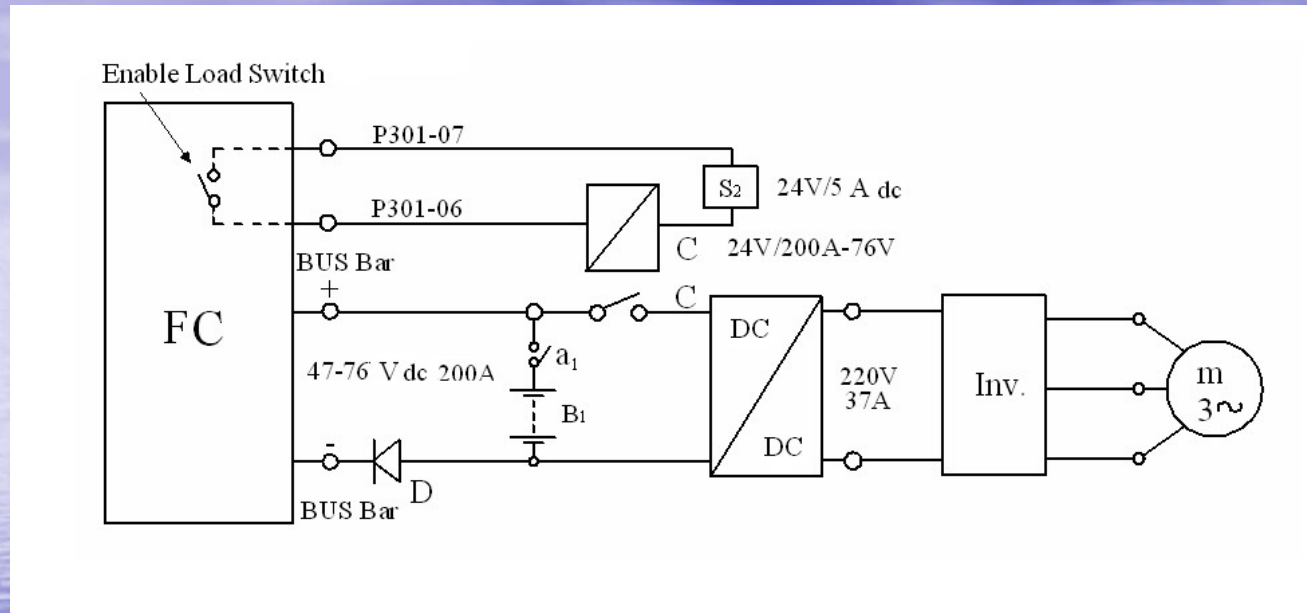 Enable Load Switch
P301-07
S2
24V/5 A dc
P301-06
C
24V/200A-76V
BUS Bar
+
C
FC
DC
a1
47-76 V dc 200A
220V
37A
Inv.
m
3~
B1
DC
-
D
BUS Bar